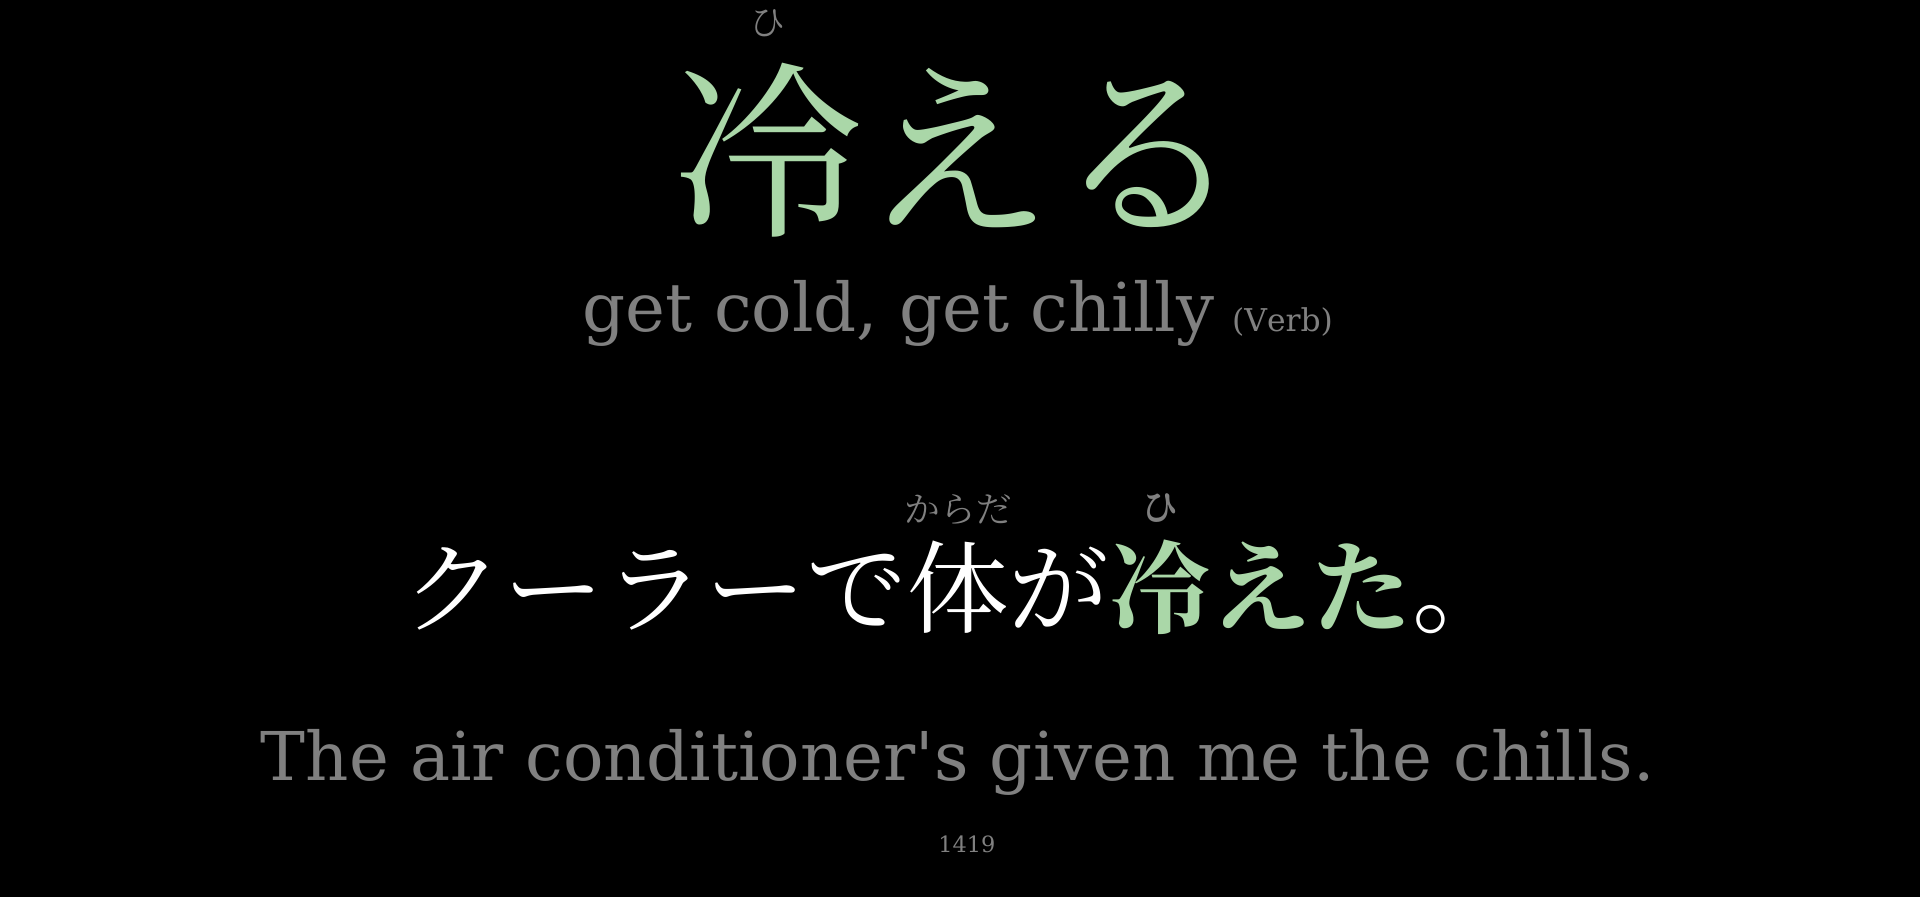 ひ
冷える
get cold, get chilly (Verb)
からだ ひ
クーラーで体が冷えた。
The air conditioner's given me the chills.
1419